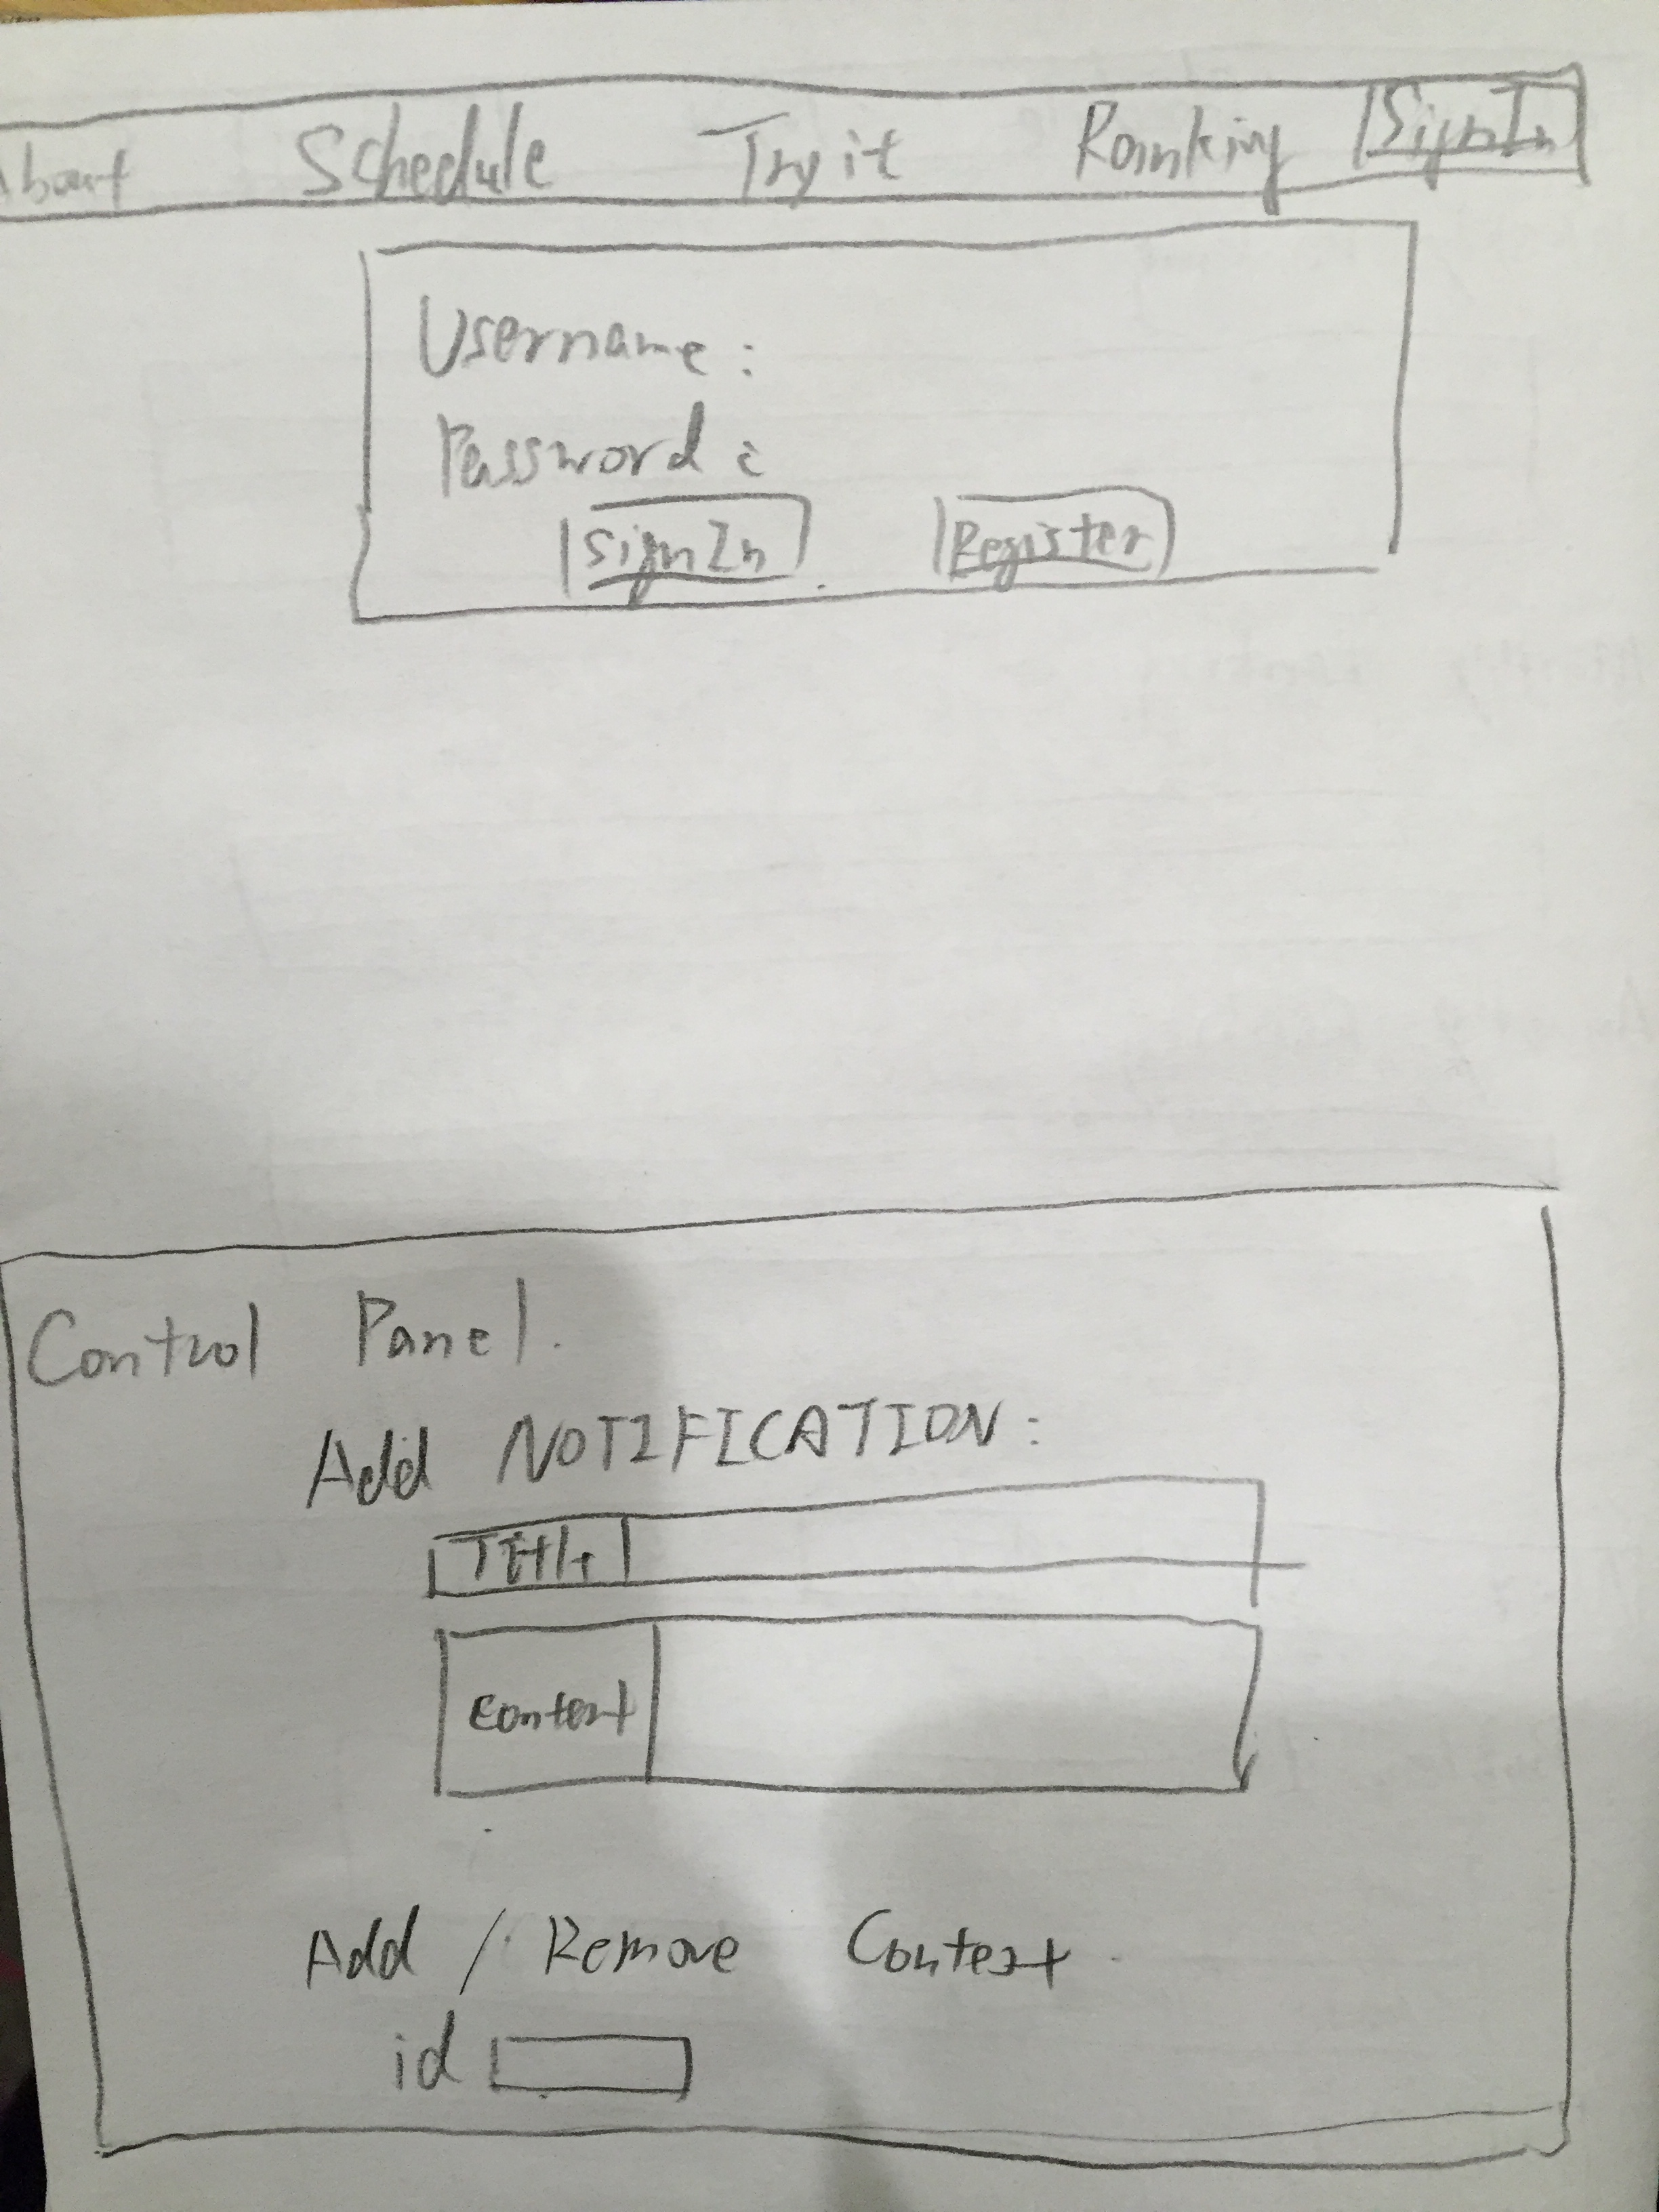 About Schedule Try it Ranking SignIn
Username:
Password:
SignIn Register
Control Panel.
Add NOTIFICATION:
Title
Content
Add / Remove Contest
id